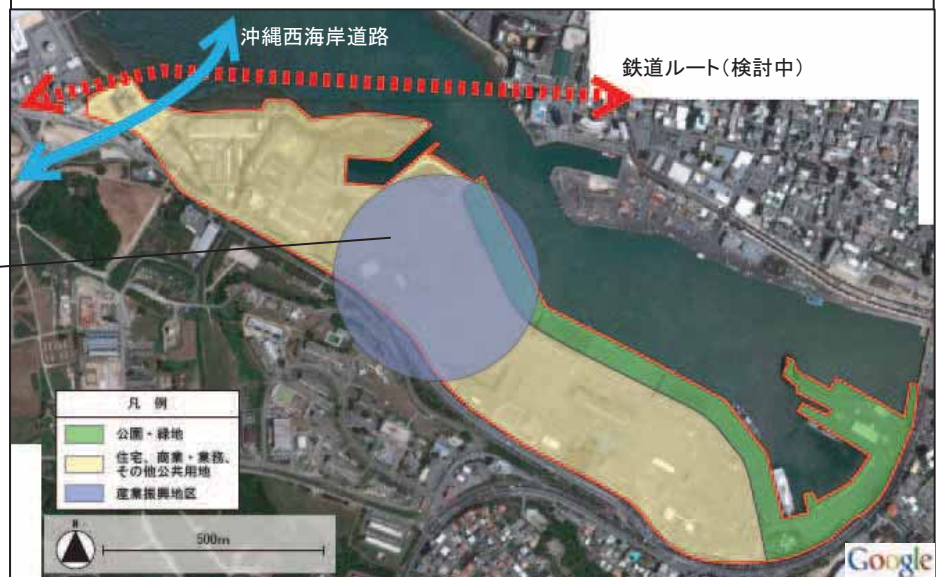 沖縄西海岸道路
鉄道ルート（検討中）
凡　例
公園・緑地
住宅、商業・業務、
その他公共用地
産業振興地区
N
500m
Google